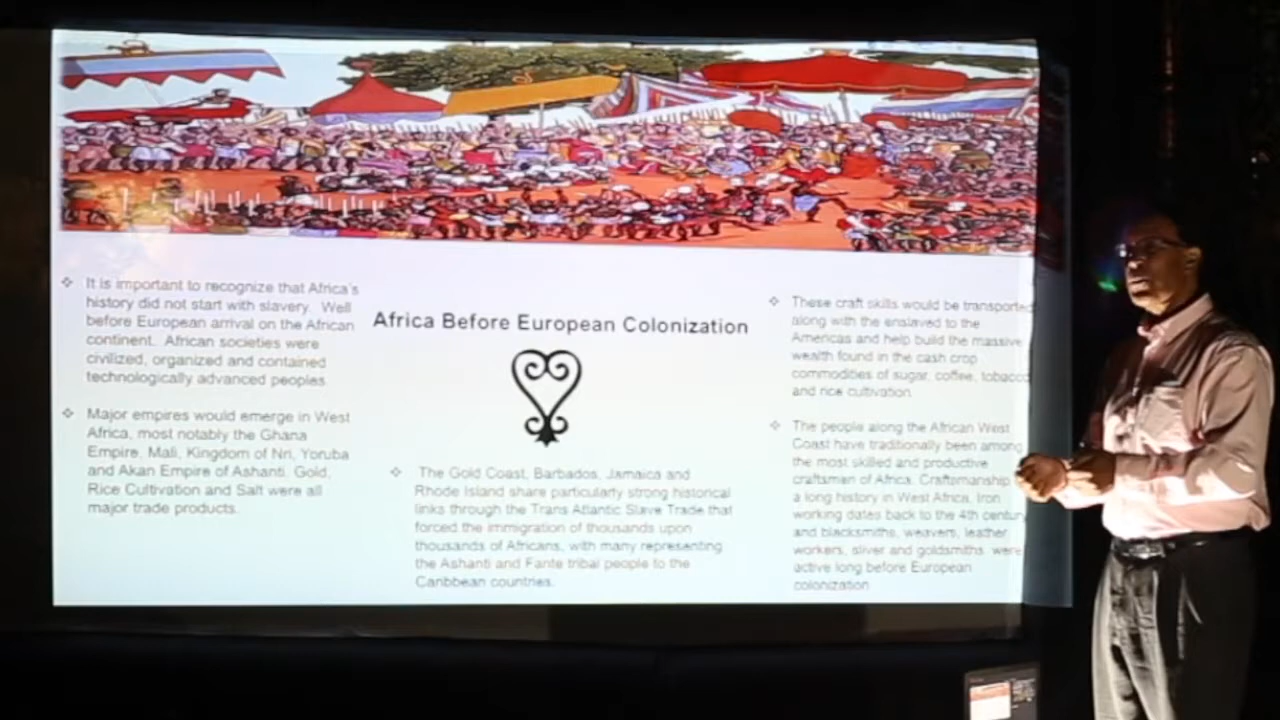 ❖ It is important to recognize that Africa's
history did not start with slavery. Well
before European arrival on the African
continent. African societies were
civilized, organized and contained
technologically advanced peoples
❖ Major empires would emerge in West
Africa, most notably the Ghana
Empire, Mali, Kingdom of Nri, Yoruba
and Akan Empire of Ashanti. Gold,
Rice Cultivation and Salt were all
major trade products.
Africa Before European Colonization
❖ The Gold Coast, Barbados, Jamaica and
Rhode Island share particularly strong historical
links through the Trans Atlantic Slave Trade that
forced the immigration of thousands upon
thousands of Africans, with many representing
the Ashanti and Fante tribal people to the
Caribbean countries.
❖ These craft skills would be transported
along with the enslaved to the
Americas and help build the massive
wealth found in the cash crop
commodities of sugar, coffee, tobacco
and rice cultivation.
❖ The people along the African West
Coast have traditionally been among
the most skilled and productive
craftsman of Africa. Craftsmanship
a long history in West Africa. Iron
working dates back to the 4th century
and blacksmiths, weavers, leather
workers, silver and goldsmiths were
active long before European
colonization